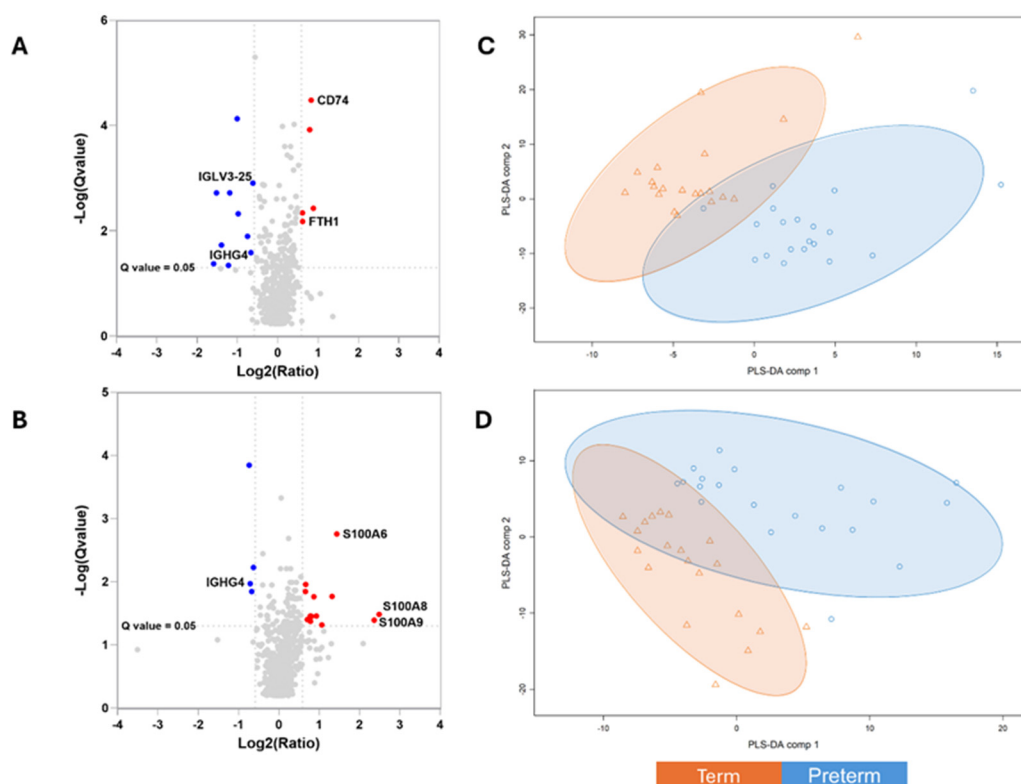 A
6
4
2
0
-Log(Qvalue)
CD74
IGLV3-25
FTH1
IGHG4
Q value = 0.05
-4 -3 -2 -1 0 1 2 3 4
Log2(Ratio)
C
30
20
10
0
-10
-20
PLS-DA comp 2
-10 -5 0 5 10 15
PLS-DA comp 1
B
5
4
3
2
1
0
-Log(Qvalue)
S100A6
IGHG4
S100A8
S100A9
Q value = 0.05
-4 -3 -2 -1 0 1 2 3 4
Log2(Ratio)
D
10
0
-10
-20
PLS-DA comp 2
-10 0 10 20
PLS-DA comp 1
Term Preterm